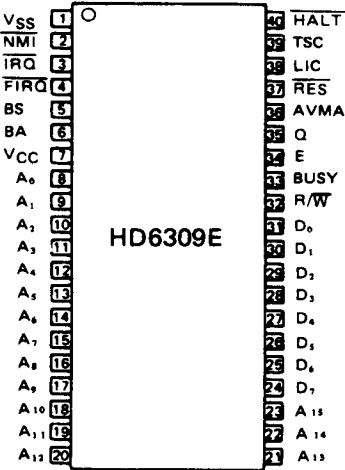 VSS 1 40 HALT
NMI 2 39 TSC
IRQ 3 38 LIC
FIRQ 4 37 RES
BS 5 36 AVMA
BA 6 35 Q
VCC 7 34 E
A0 8 33 BUSY
A1 9 32 R/W
A2 10 31 D0
A3 11 30 D1
HD6309E
A4 12 29 D2
A5 13 28 D3
A6 14 27 D4
A7 15 26 D5
A8 16 25 D6
A9 17 24 D7
A10 18 23 A15
A11 19 22 A14
A12 20 21 A13